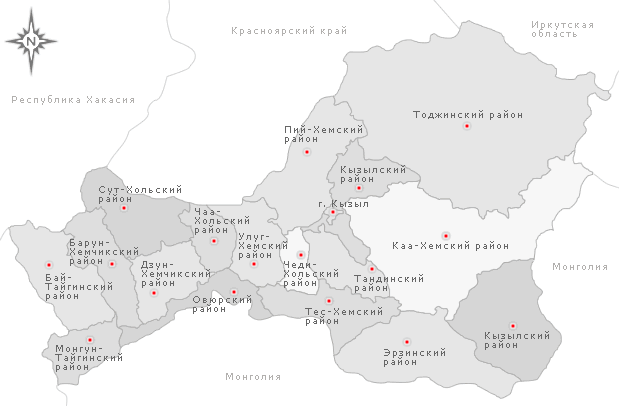 Иркутская
область
Красноярский край
N
Республика Хакасия
Тоджинский район
Пий-Хемский
район
Кызылский
район
Сут-Хольский
район
г. Кызыл
Чаа-
Хольский
район
Улуг-
Хемский
район
Барун-
Хемчикский
район
Каа-Хемский район
Чеди-
Хольский
район
Дзун-
Хемчикский
район
Бай-
Тайгинский
район
Тандинский
район
Монголия
Овюрский
район
Тес-Хемский
район
Кызылский
район
Монгун-
Тайгинский
район
Эрзинский
район
Монголия